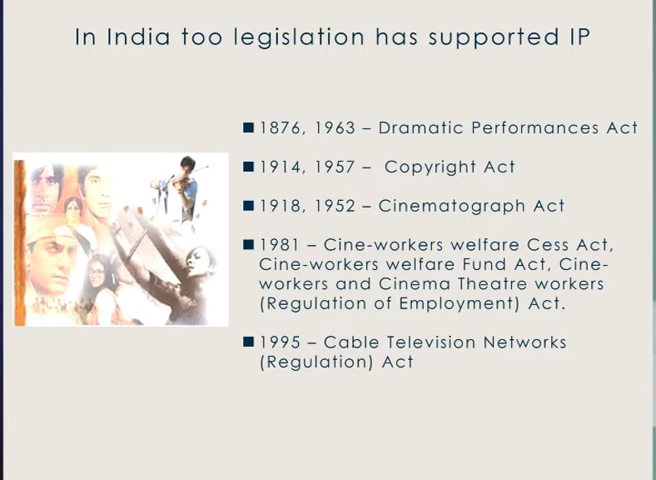 In India too legislation has supported IP
■ 1876, 1963 – Dramatic Performances Act
■ 1914, 1957 – Copyright Act
■ 1918, 1952 – Cinematograph Act
■ 1981 – Cine-workers welfare Cess Act,
Cine-workers welfare Fund Act, Cine-
workers and Cinema Theatre workers
(Regulation of Employment) Act.
■ 1995 – Cable Television Networks
(Regulation) Act